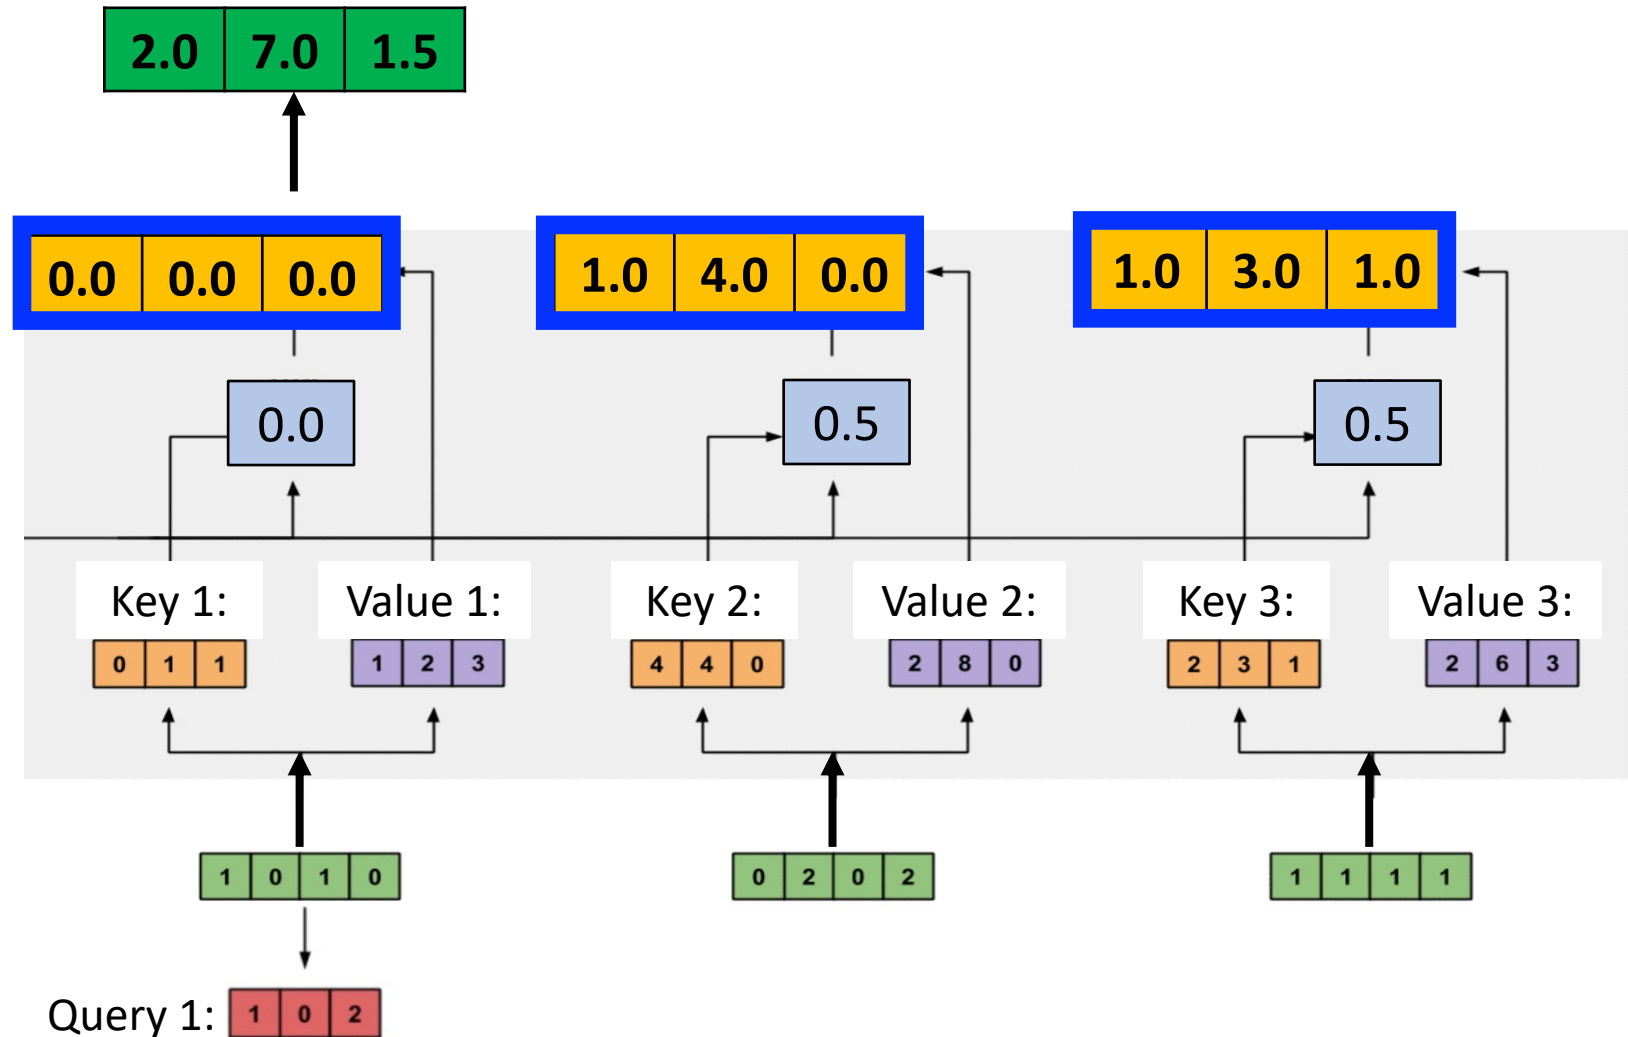 2.0 7.0 1.5
0.0 0.0 0.0 1.0 4.0 0.0 1.0 3.0 1.0
0.0 0.5 0.5
Key 1: Value 1: Key 2: Value 2: Key 3: Value 3:
0 1 1 1 2 3 4 4 0 2 8 0 2 3 1 2 6 3
1 0 1 0 0 2 0 2 1 1 1 1
Query 1: 1 0 2